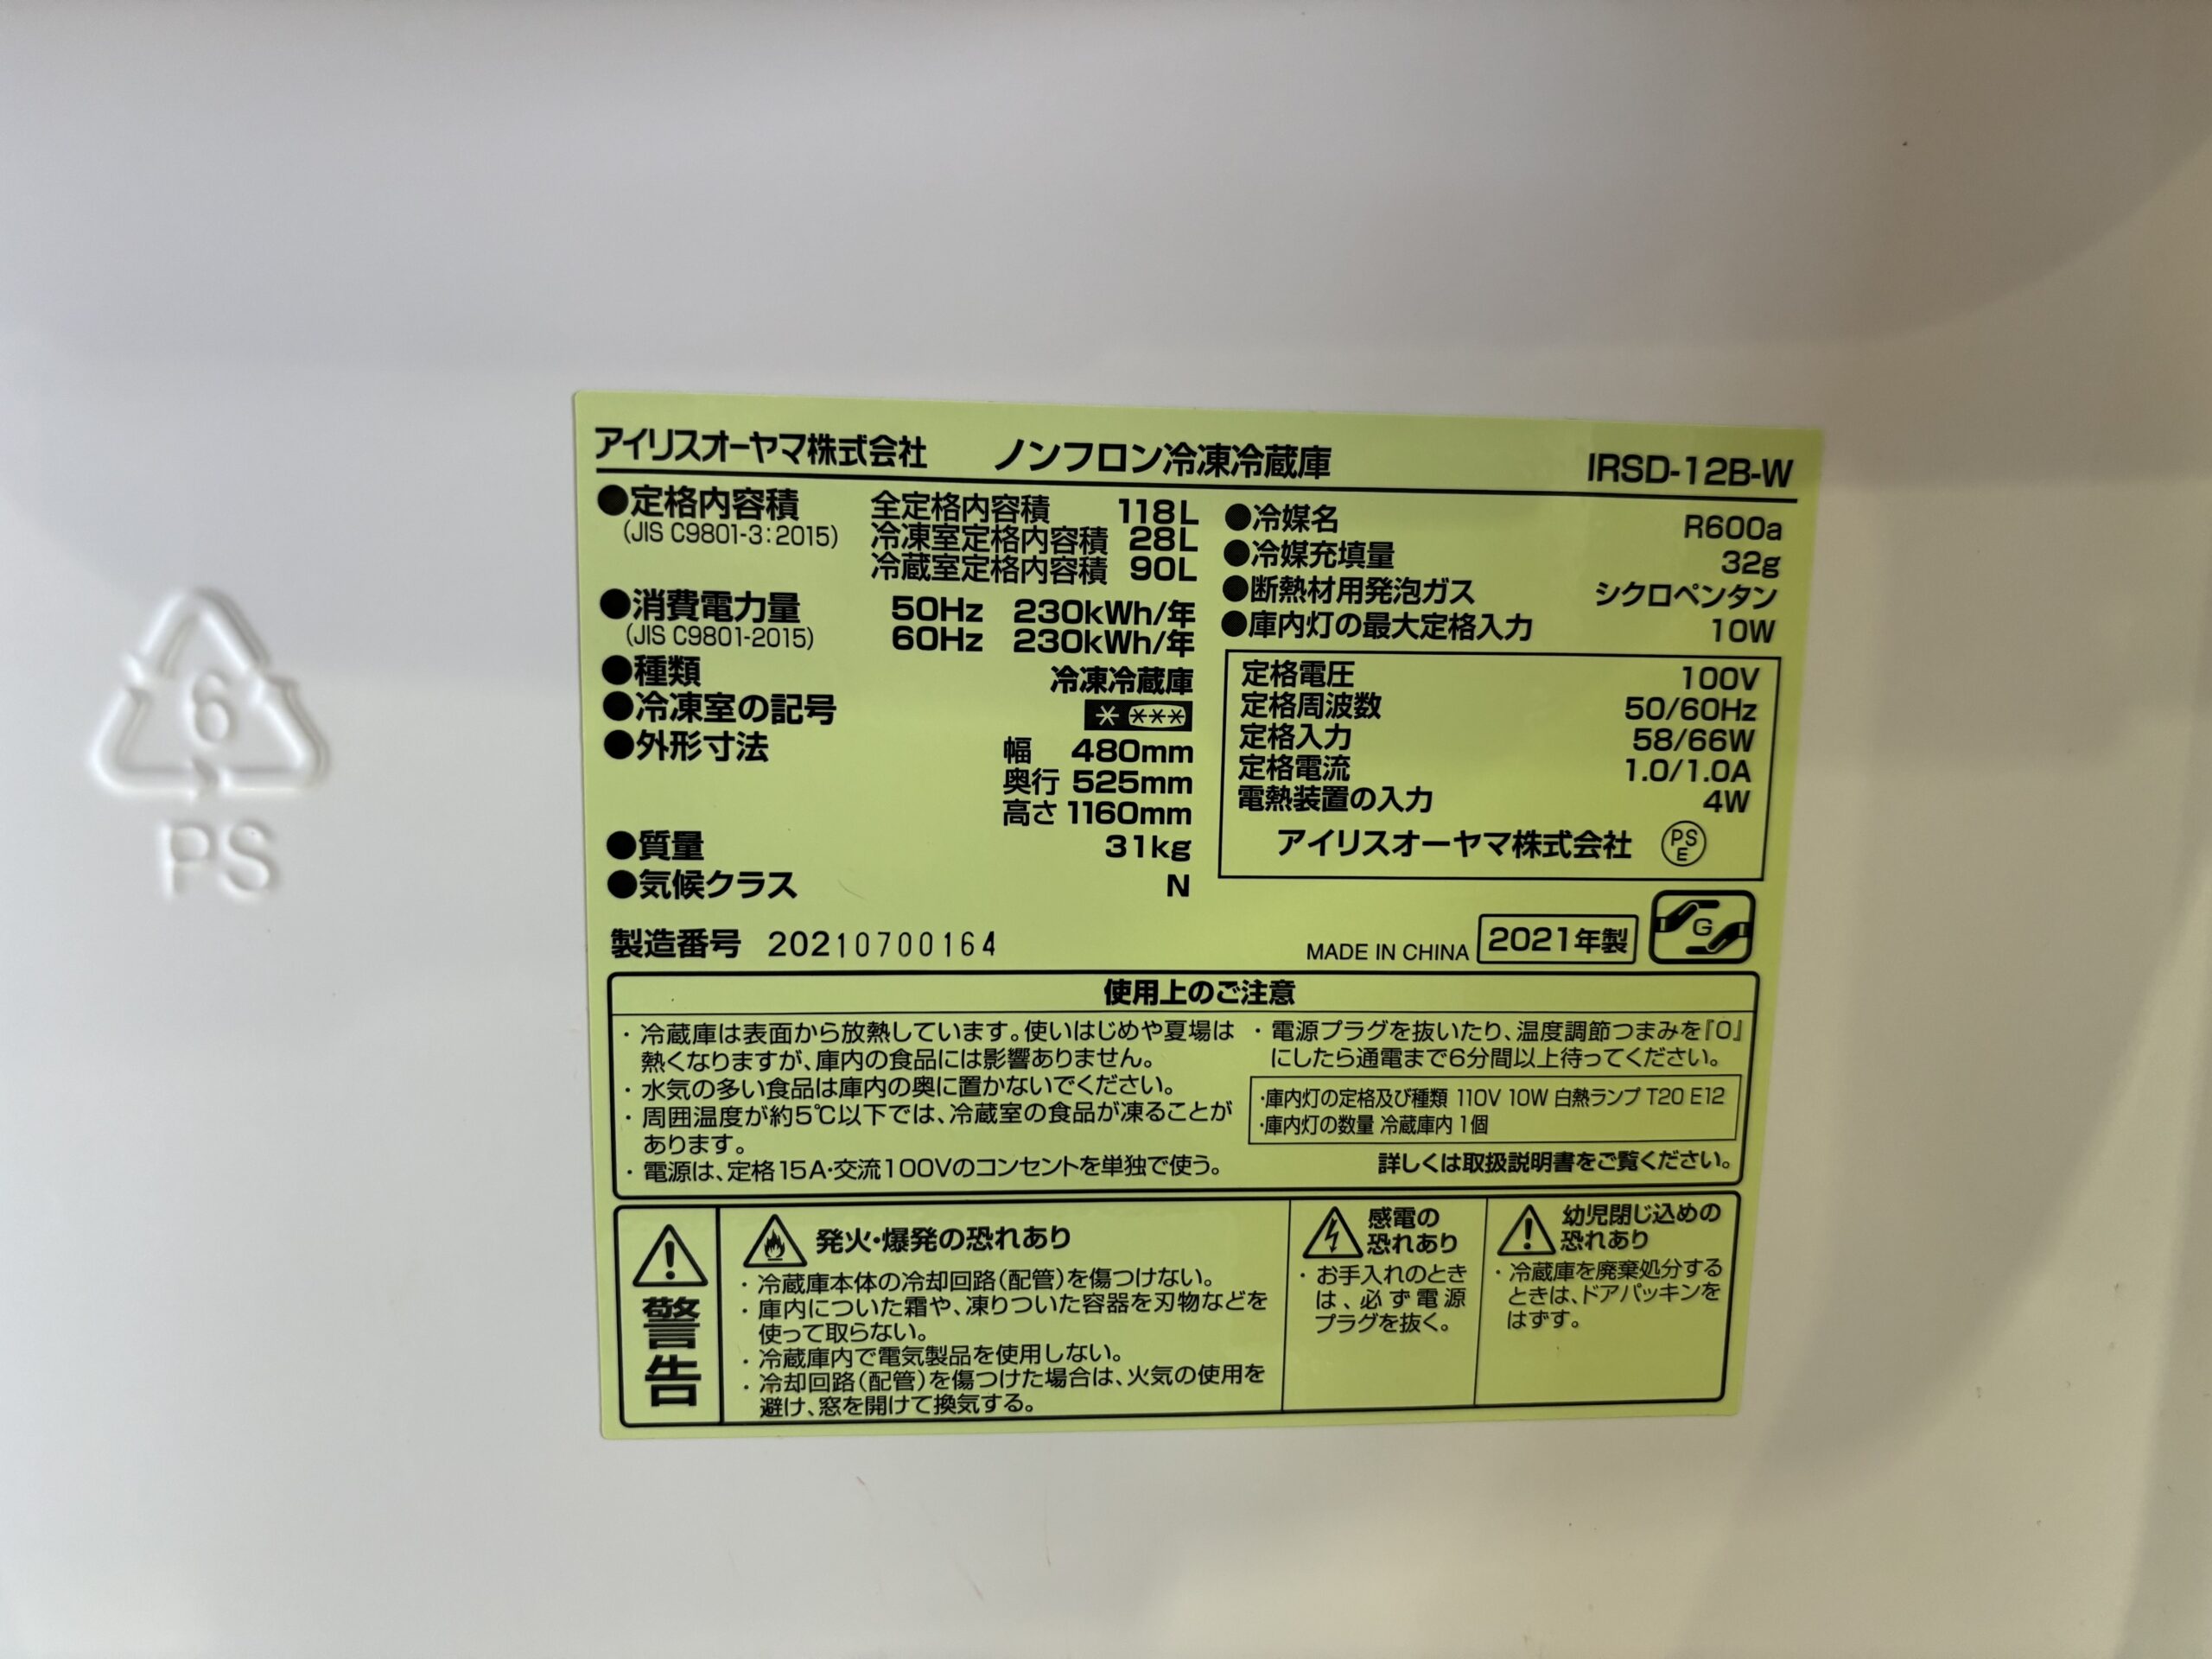 アイリスオーヤマ株式会社 ノンフロン冷凍冷蔵庫 IRSD-12B-W
●定格内容積 全定格内容積 118L
(JIS C9801-3:2015) 冷凍室定格内容積 28L
冷蔵室定格内容積 90L
●消費電力量 50Hz 230kWh/年
(JIS C9801-2015) 60Hz 230kWh/年
●種類 冷凍冷蔵庫
●冷凍室の記号
●外形寸法 幅 480mm
奥行 525mm
高さ 1160mm
●質量 31kg
●気候クラス N
●冷媒名 R600a
●冷媒充填量 32g
●断熱材用発泡ガス シクロペンタン
●庫内灯の最大定格入力 10W
定格電圧 100V
定格周波数 50/60Hz
定格入力 58/66W
定格電流 1.0/1.0A
電熱装置の入力 4W
アイリスオーヤマ株式会社 PSE
製造番号 20210700164
MADE IN CHINA 2021年製 G
使用上のご注意
・冷蔵庫は表面から放熱しています。使いはじめや夏場は
熱くなりますが、庫内の食品には影響ありません。
・水気の多い食品は庫内の奥に置かないでください。
・周囲温度が約5℃以下では、冷蔵室の食品が凍ることが
あります。
・電源は、定格15A・交流100Vのコンセントを単独で使う。
・電源プラグを抜いたり、温度調節つまみを『0』
にしたら通電まで6分間以上待ってください。
・庫内灯の定格及び種類 110V 10W 白熱ランプ T20 E12
・庫内灯の数量 冷蔵庫内 1個
詳しくは取扱説明書をご覧ください。
警告
発火・爆発の恐れあり
・冷蔵庫本体の冷却回路(配管)を傷つけない。
・庫内についた霜や、凍りついた容器を刃物などを
使って取らない。
・冷蔵庫内で電気製品を使用しない。
・冷却回路(配管)を傷つけた場合は、火気の使用を
避け、窓を開けて換気する。
感電の
恐れあり
・お手入れのとき
は、必ず電源
プラグを抜く。
幼児閉じ込めの
恐れあり
・冷蔵庫を廃棄処分する
ときは、ドアパッキンを
はずす。
6
PS